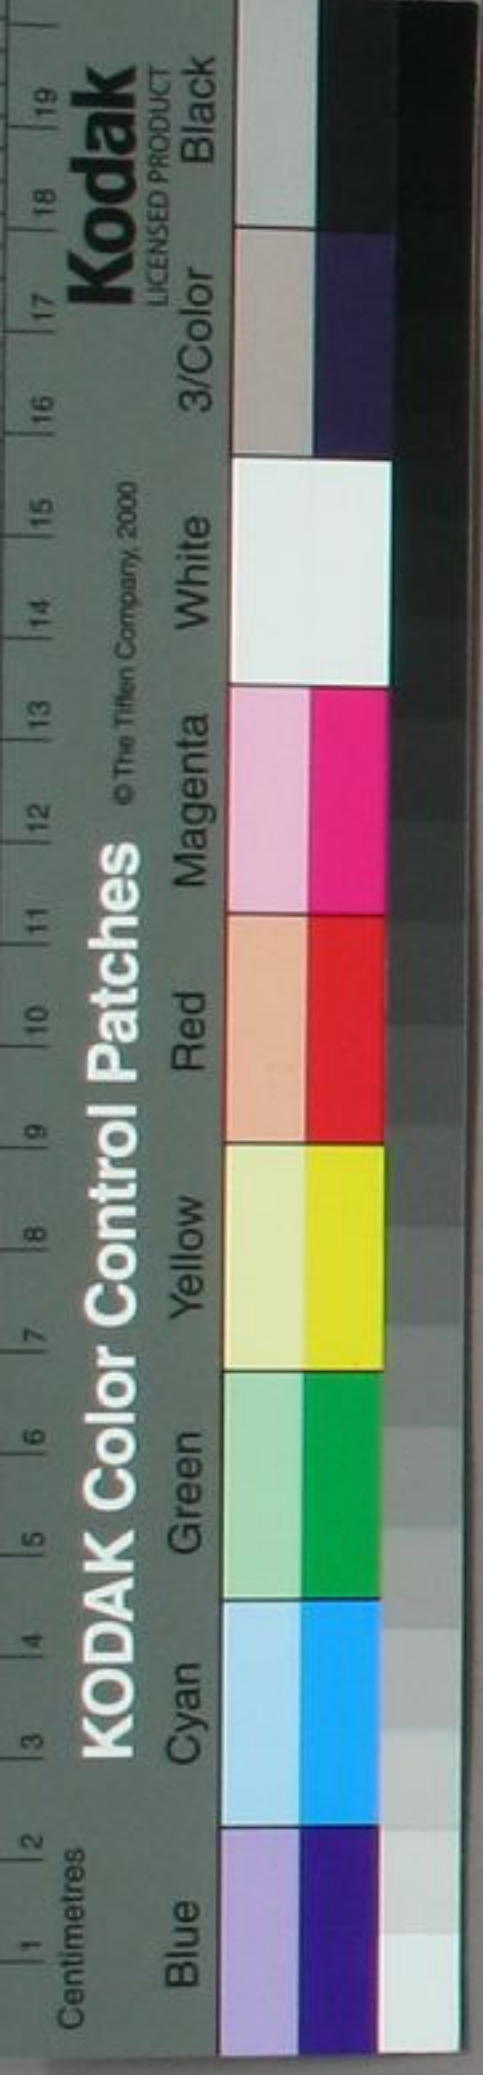 Centimetres
1 2 3 4 5 6 7 8 9 10 11 12 13 14 15 16 17 18 19
KODAK Color Control Patches © The Tiffen Company, 2000 Kodak
LICENSED PRODUCT
Blue Cyan Green Yellow Red Magenta White 3/Color Black